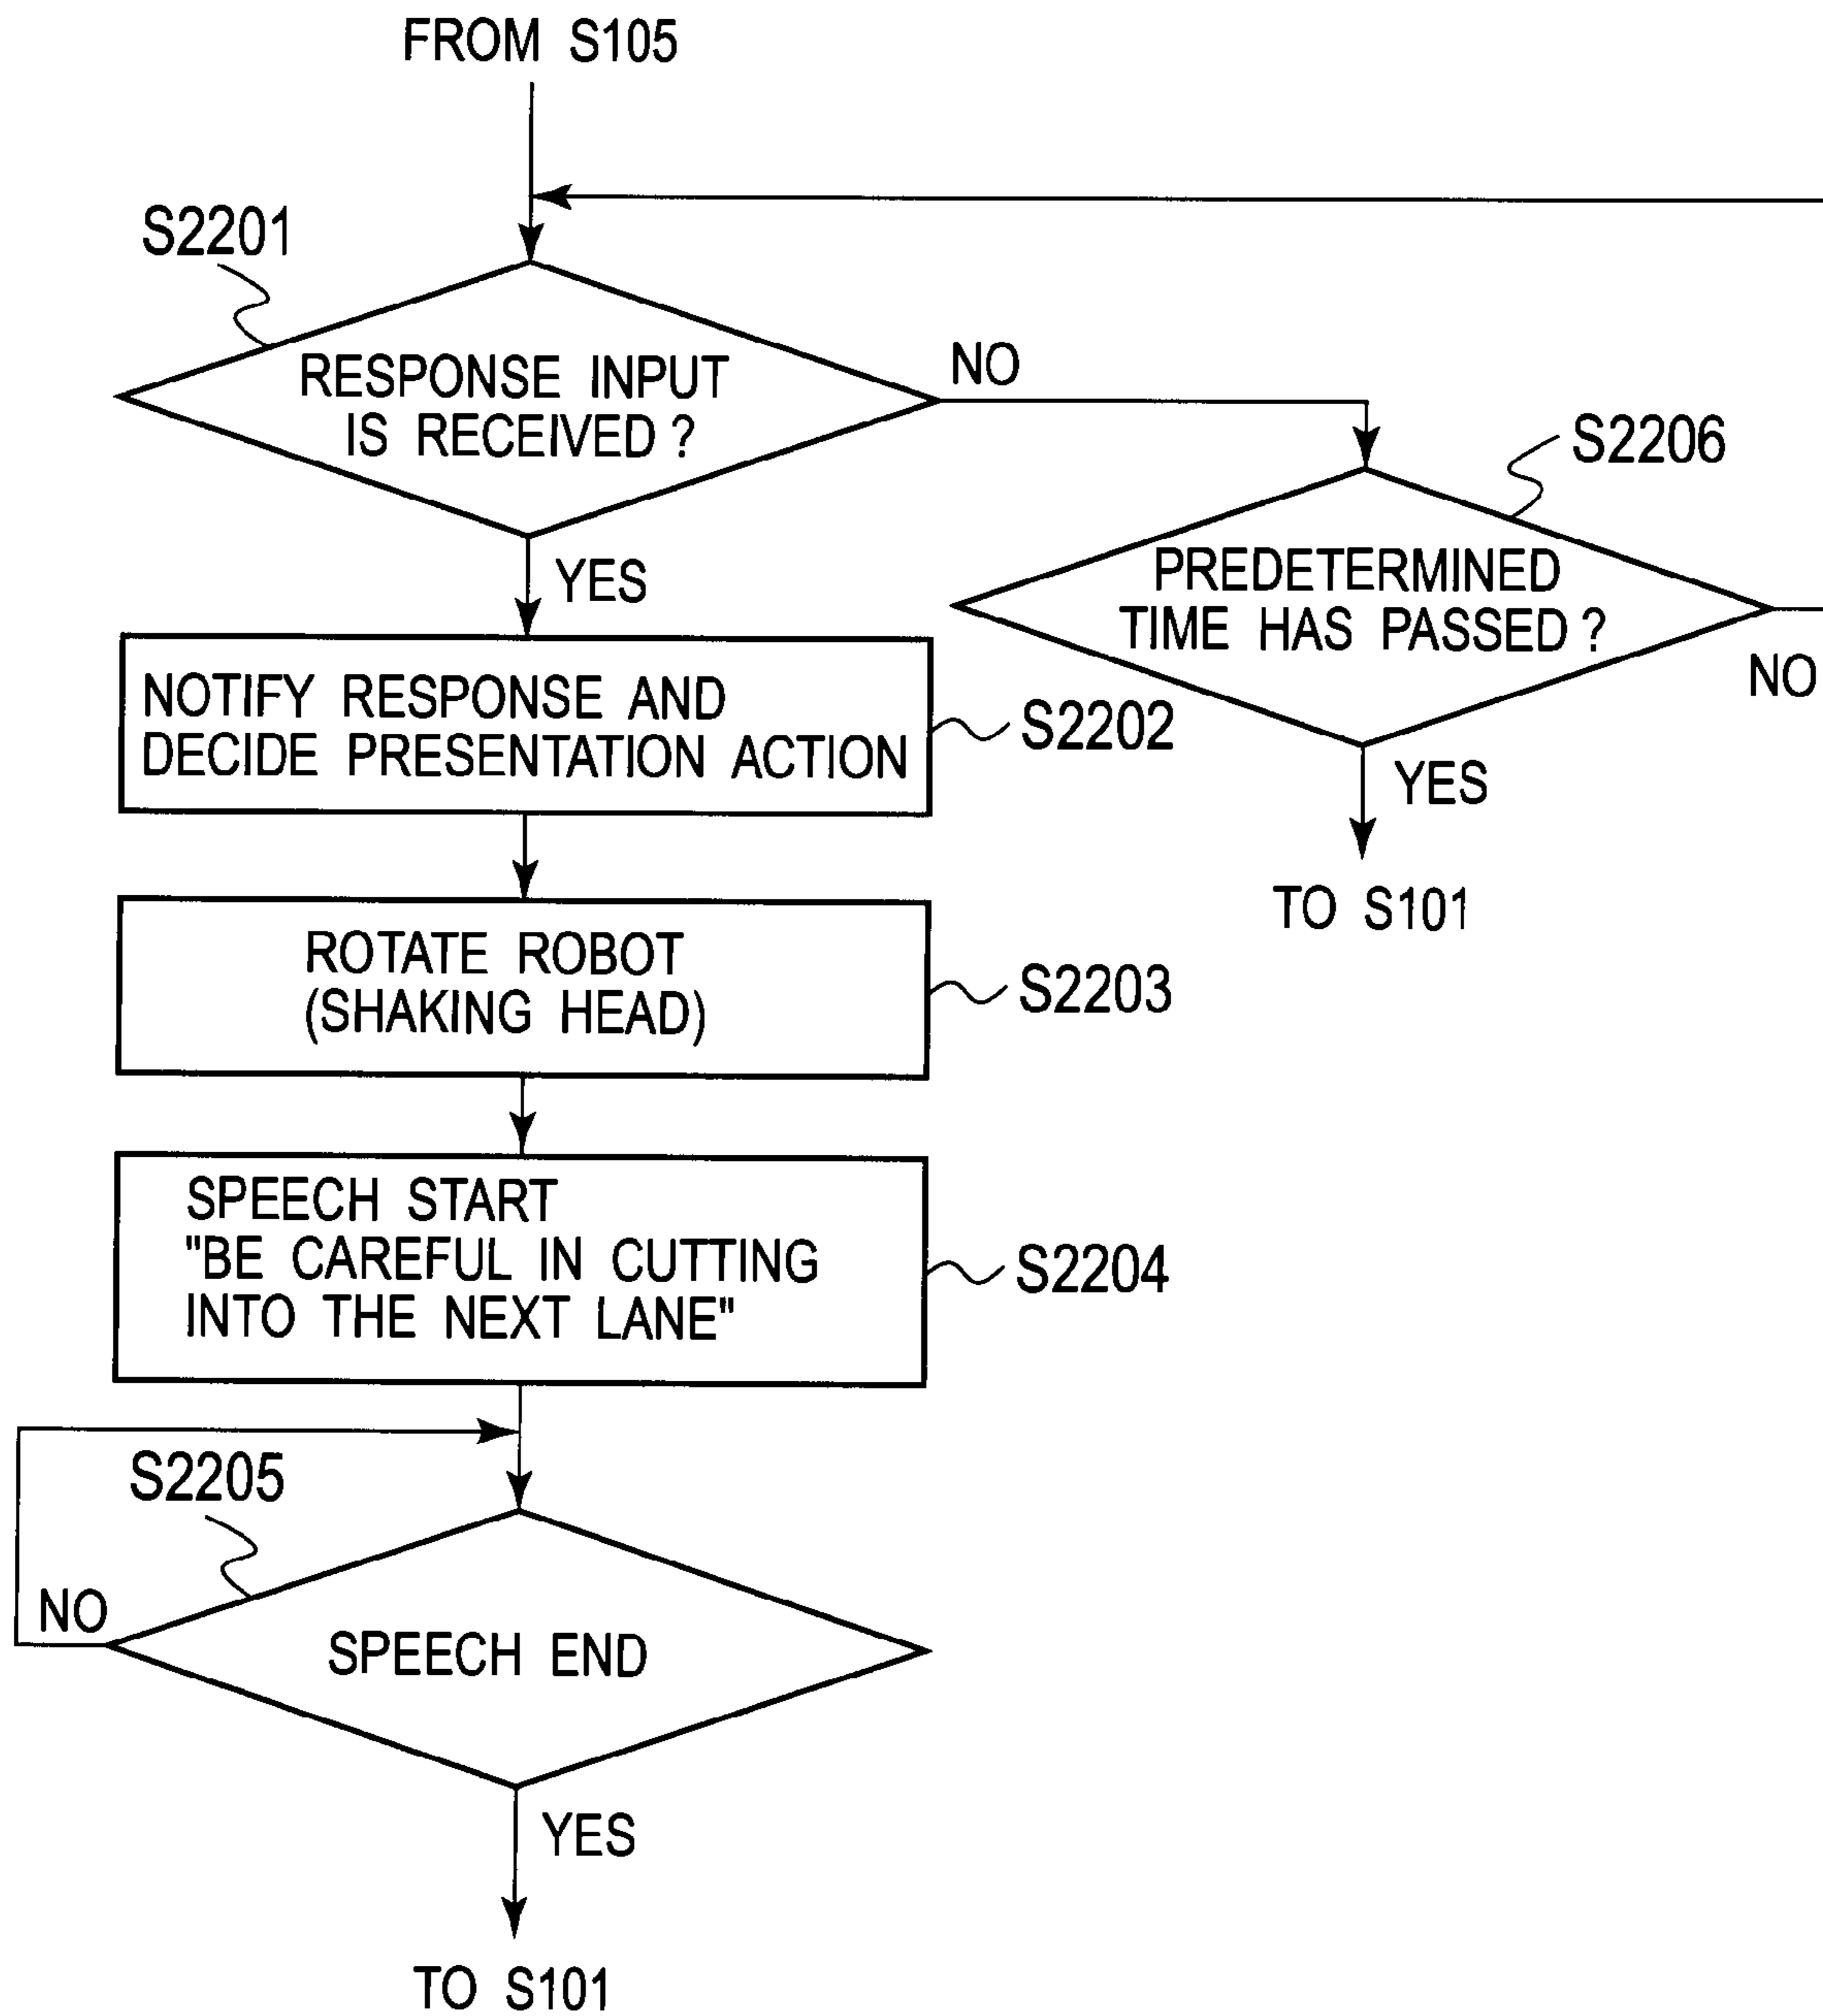 FROM S105
S2201
RESPONSE INPUT
IS RECEIVED ?
NO
S2206
YES
PREDETERMINED
TIME HAS PASSED ?
NO
NOTIFY RESPONSE AND
DECIDE PRESENTATION ACTION
S2202
YES
TO S101
ROTATE ROBOT
(SHAKING HEAD)
S2203
SPEECH START
"BE CAREFUL IN CUTTING
INTO THE NEXT LANE"
S2204
S2205
NO
SPEECH END
YES
TO S101